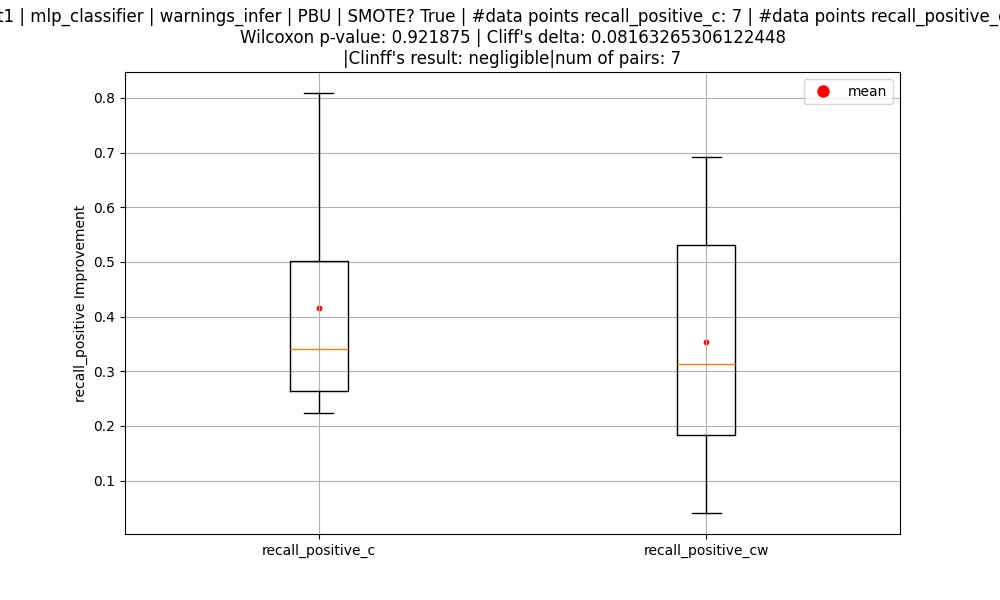 | mlp_classifier | warnings_infer | PBU | SMOTE? True | #data points recall_positive_c: 7 | #data points
Wilcoxon p-value: 0.921875 | Cliff's delta: 0.08163265306122448
|Clinff's result: negligible|num of pairs: 7
mean
0.8
0.7
0.6
0.5
0.4
0.3
0.2
0.1
recall_positive Improvement
recall_positive_c
recall_positive_cw